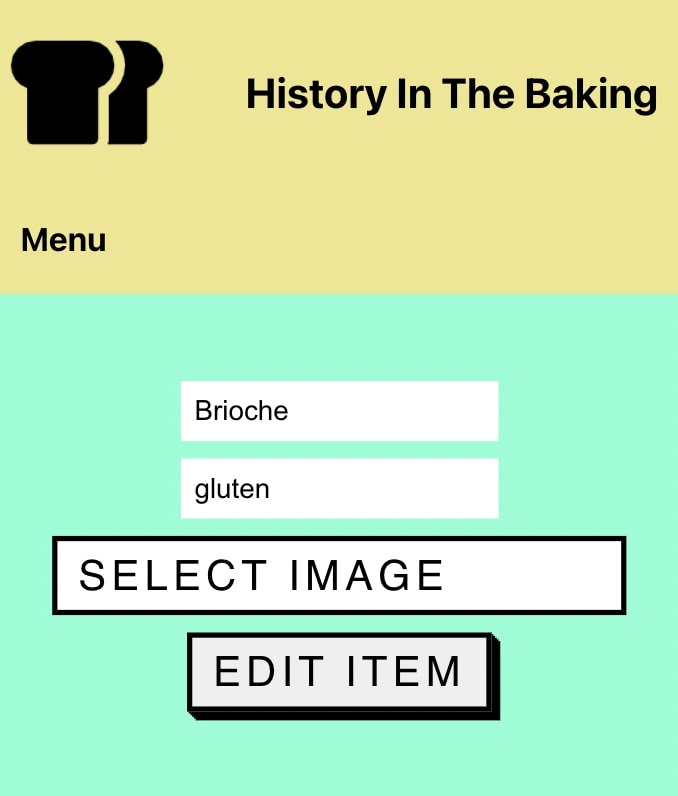 History In The Baking
Menu
Brioche
gluten
SELECT IMAGE
EDIT ITEM